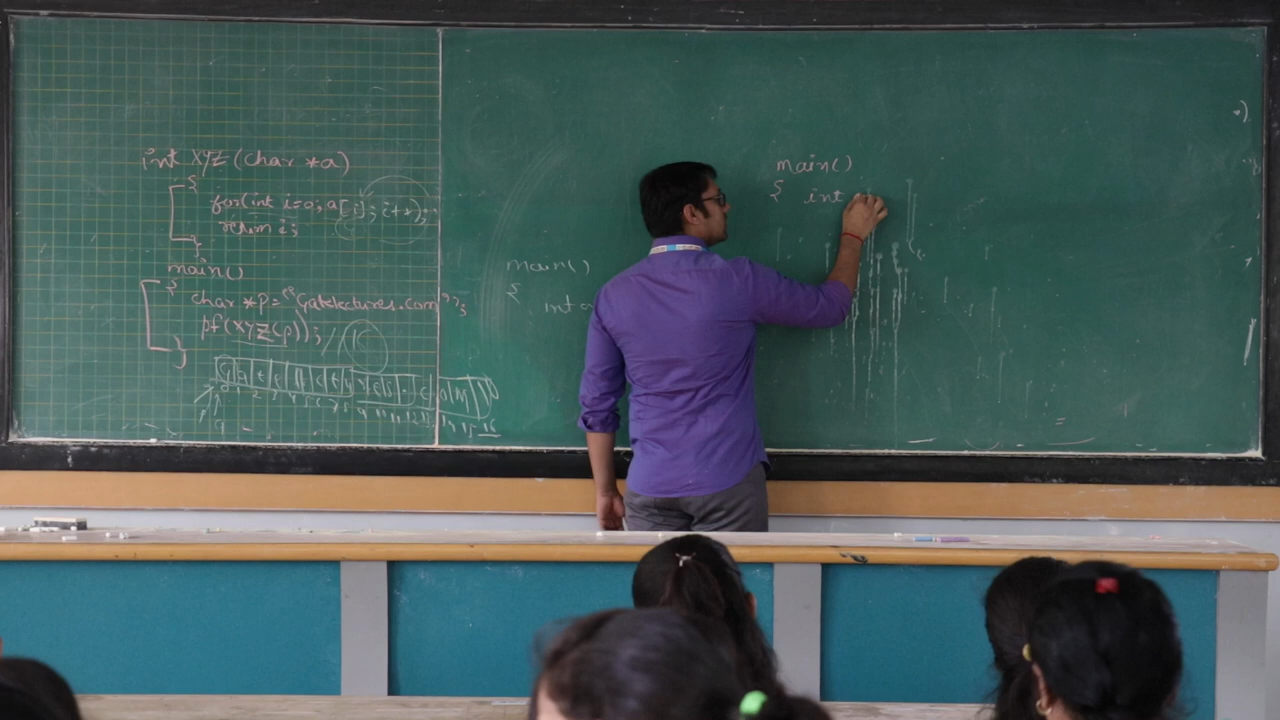 int XYZ(char *a)
{
for(int i=0; a[i]; i++);
return i;
}
main()
{
char *p="Gatelectures.com";
pf(XYZ(p));
}
main()
{
int a
main()
{ int